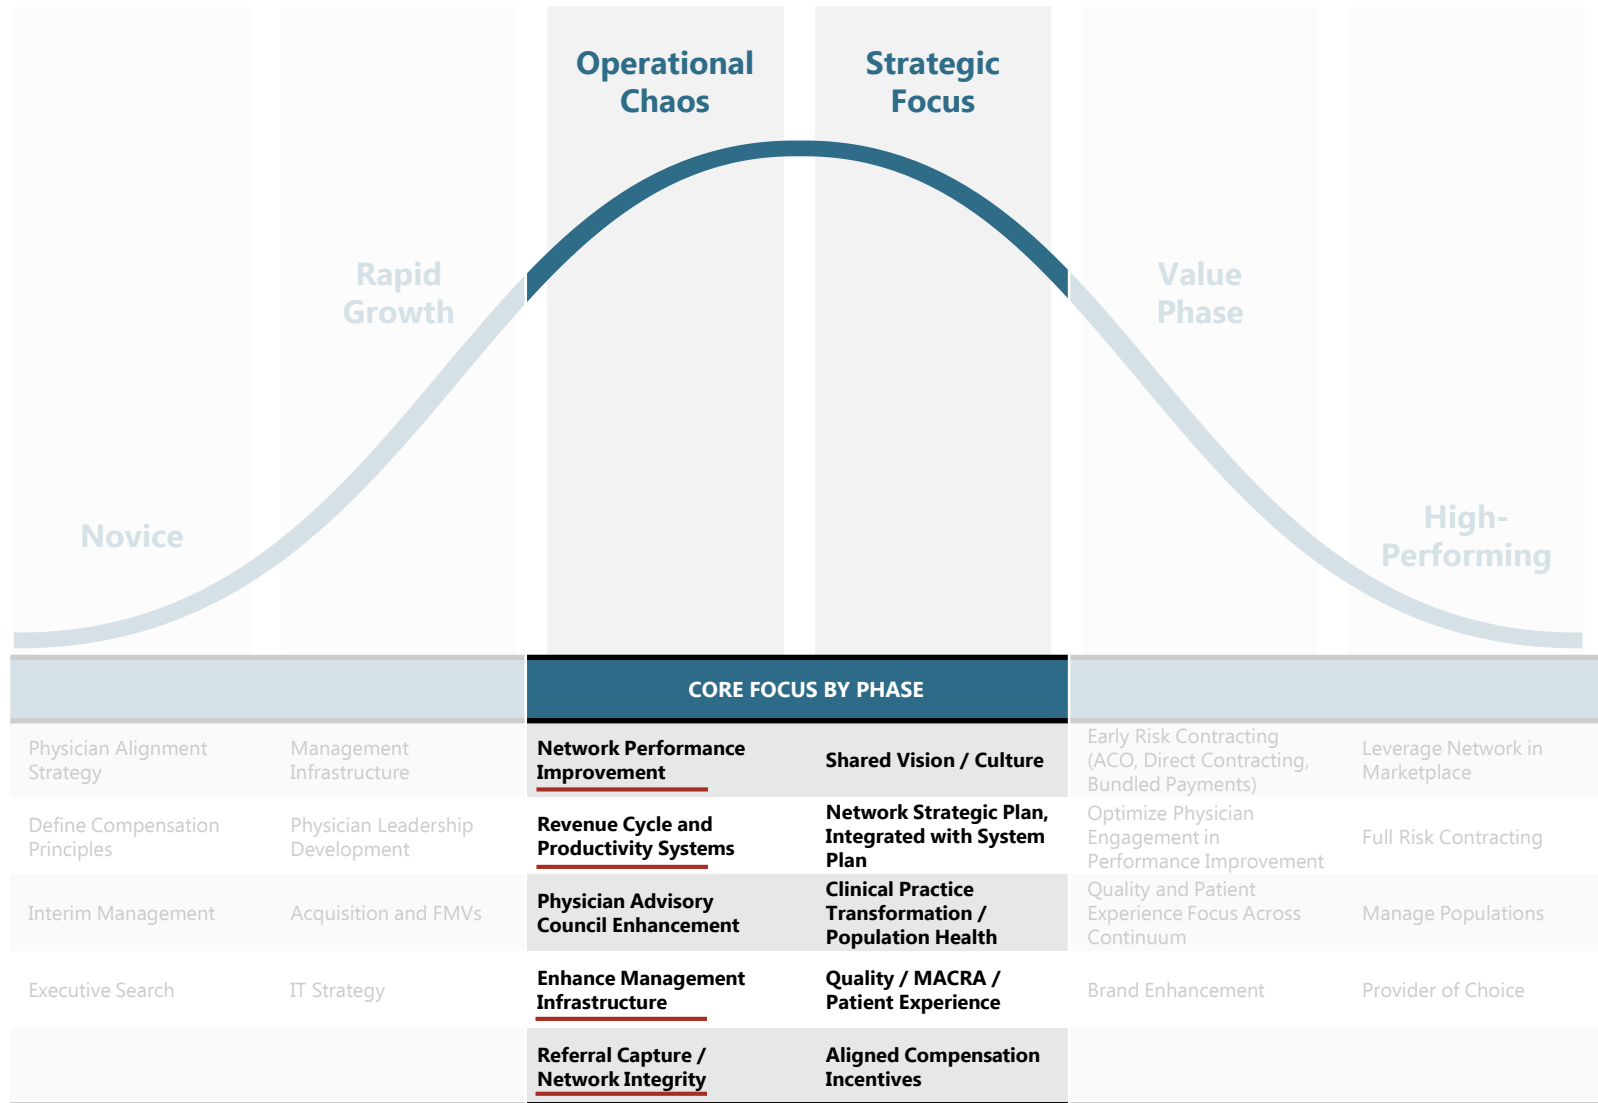 Operational
Chaos
Strategic
Focus
Rapid
Growth
Value
Phase
Novice
High-
Performing
CORE FOCUS BY PHASE
Physician Alignment
Strategy
Management
Infrastructure
Network Performance
Improvement
Shared Vision / Culture
Early Risk Contracting
(ACO, Direct Contracting,
Bundled Payments)
Leverage Network in
Marketplace
Define Compensation
Principles
Physician Leadership
Development
Revenue Cycle and
Productivity Systems
Network Strategic Plan,
Integrated with System
Plan
Optimize Physician
Engagement in
Performance Improvement
Full Risk Contracting
Interim Management
Acquisition and FMVs
Physician Advisory
Council Enhancement
Clinical Practice
Transformation /
Population Health
Quality and Patient
Experience Focus Across
Continuum
Manage Populations
Executive Search
IT Strategy
Enhance Management
Infrastructure
Quality / MACRA /
Patient Experience
Brand Enhancement
Provider of Choice
Referral Capture /
Network Integrity
Aligned Compensation
Incentives